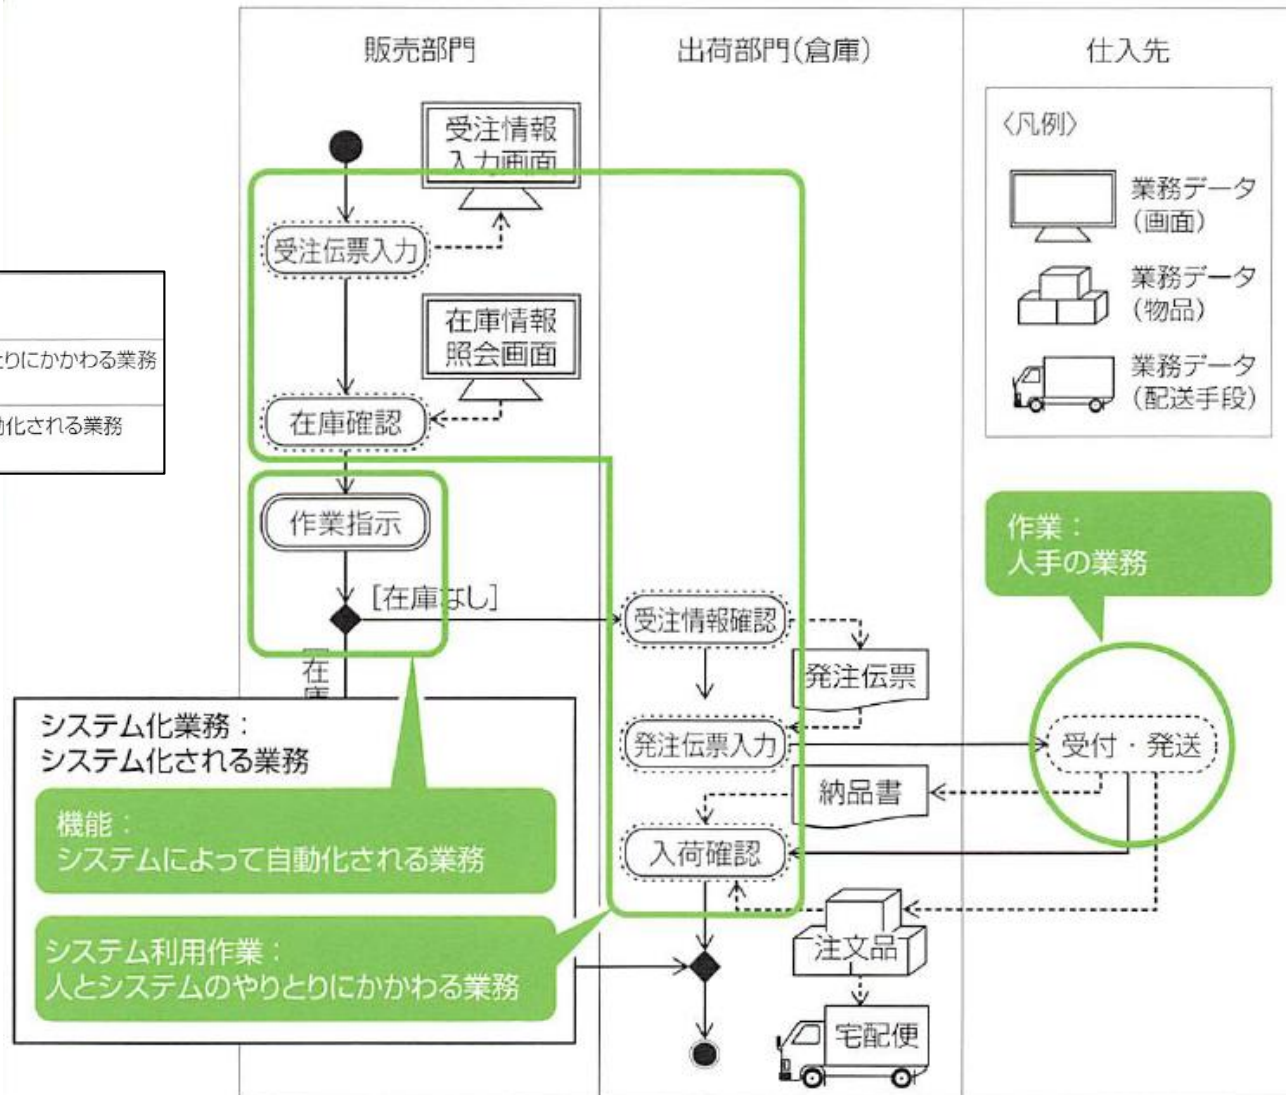 販売部門
出荷部門(倉庫)
仕入先
受注情報
入力画面
〈凡例〉
業務データ
(画面)
業務データ
(物品)
業務データ
(配送手段)
受注伝票入力
在庫情報
照会画面
在庫確認
とりにかかわる業務
動化される業務
作業指示
[在庫なし]
作業：
人手の業務
受注情報確認
[在庫
発注伝票
発注伝票入力
受付・発送
納品書
入荷確認
システム化業務：
システム化される業務
機能：
システムによって自動化される業務
システム利用作業：
人とシステムのやりとりにかかわる業務
注文品
宅配便